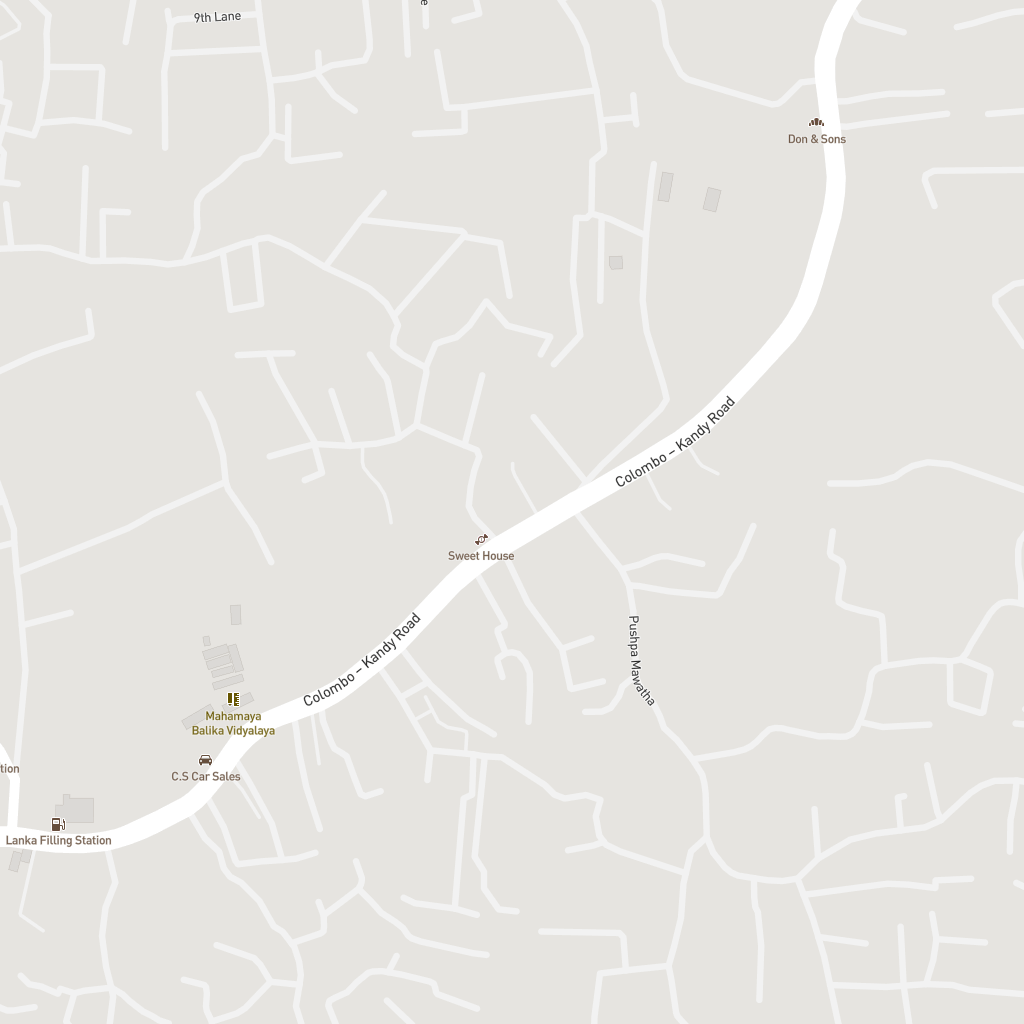 9th Lane
e
Don & Sons
Colombo – Kandy Road
Sweet House
Colombo – Kandy Road
Pushpa Mawatha
Mahamaya
Balika Vidyalaya
C.S Car Sales
tion
Lanka Filling Station